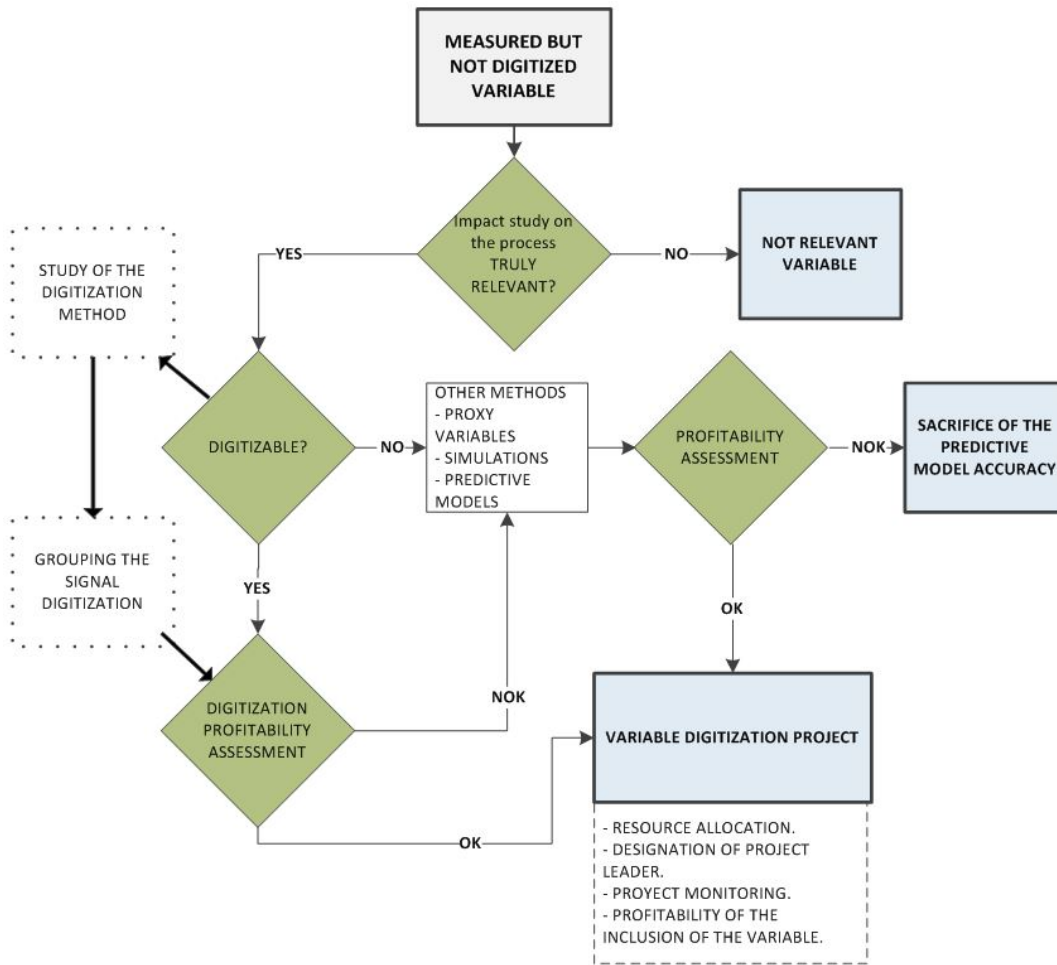 MEASURED BUT
NOT DIGITIZED
VARIABLE
Impact study on
the process
TRULY
RELEVANT?
YES
NO
NOT RELEVANT
VARIABLE
STUDY OF THE
DIGITIZATION
METHOD
DIGITIZABLE?
NO
OTHER METHODS
- PROXY
VARIABLES
- SIMULATIONS
- PREDICTIVE
MODELS
PROFITABILITY
ASSESSMENT
NOK
SACRIFICE OF THE
PREDICTIVE
MODEL ACCURACY
GROUPING THE
SIGNAL
DIGITIZATION
YES
OK
DIGITIZATION
PROFITABILITY
ASSESSMENT
NOK
VARIABLE DIGITIZATION PROJECT
OK
- RESOURCE ALLOCATION.
- DESIGNATION OF PROJECT
LEADER.
- PROYECT MONITORING.
- PROFITABILITY OF THE
INCLUSION OF THE VARIABLE.